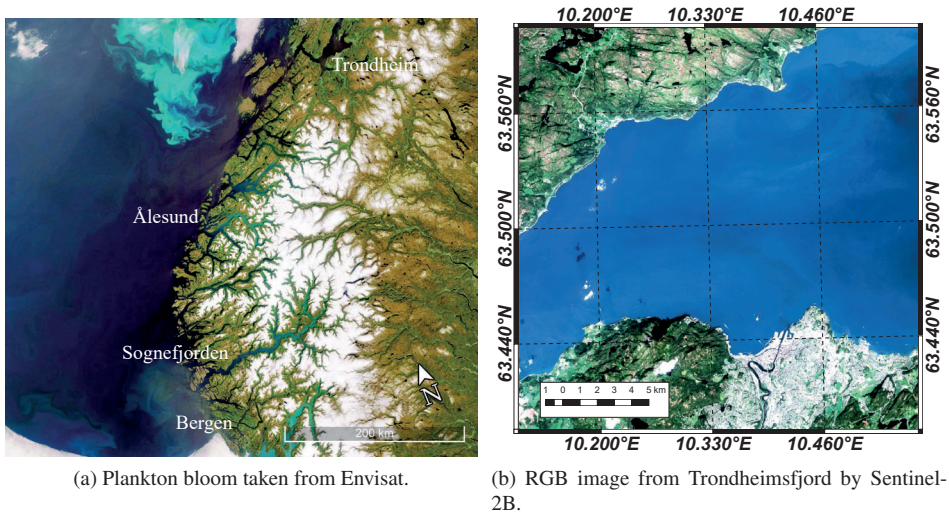 Trondheim
Ålesund
Sognefjorden
Bergen
N
200 km
(a) Plankton bloom taken from Envisat.
10.200°E 10.330°E 10.460°E
63.560°N 63.560°N
63.500°N 63.500°N
63.440°N 63.440°N
1 0 1 2 3 4 5 km
10.200°E 10.330°E 10.460°E
(b) RGB image from Trondheimsfjord by Sentinel-
2B.